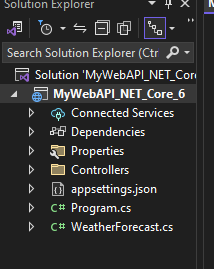 Solution Explorer
Search Solution Explorer (Ctr
Solution 'MyWebAPI_NET_Core
MyWebAPI_NET_Core_6
Connected Services
Dependencies
Properties
Controllers
appsettings.json
Program.cs
WeatherForecast.cs